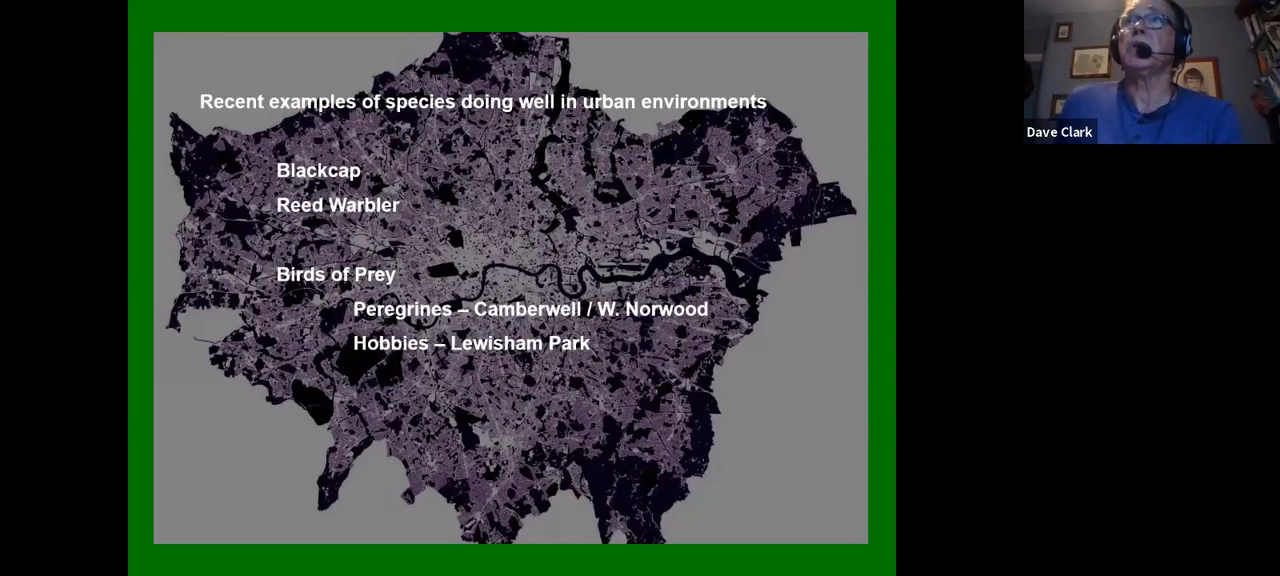 Recent examples of species doing well in urban environments
Blackcap
Reed Warbler
Birds of Prey
Peregrines – Camberwell / W. Norwood
Hobbies – Lewisham Park
Dave Clark